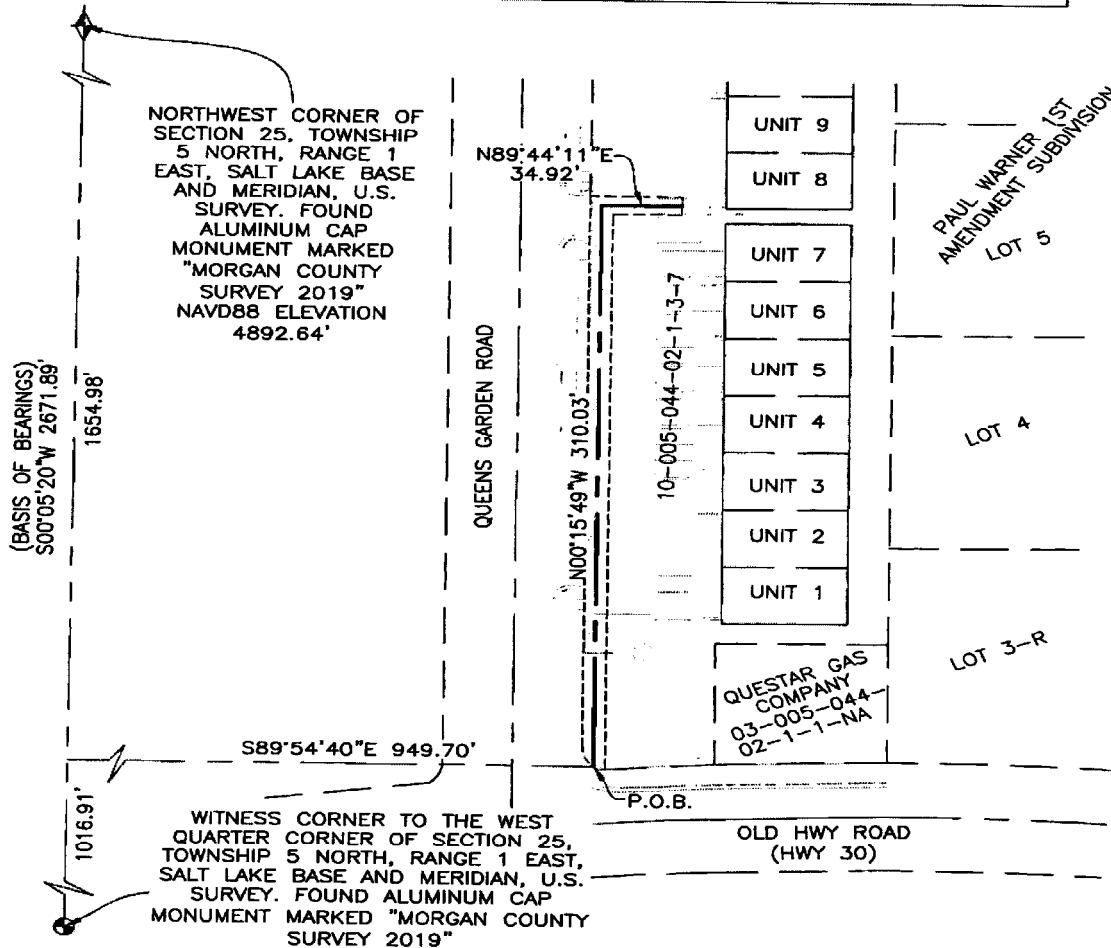 NORTHWEST CORNER OF
SECTION 25, TOWNSHIP
5 NORTH, RANGE 1
EAST, SALT LAKE BASE
AND MERIDIAN, U.S.
SURVEY. FOUND
ALUMINUM CAP
MONUMENT MARKED
"MORGAN COUNTY
SURVEY 2019"
NAVD88 ELEVATION
4892.64'
N89°44'11"E
34.92'
UNIT 9
UNIT 8
UNIT 7
UNIT 6
UNIT 5
UNIT 4
UNIT 3
UNIT 2
UNIT 1
PAUL WARNER 1ST
AMENDMENT SUBDIVISION
LOT 5
LOT 4
LOT 3-R
(BASIS OF BEARINGS)
S00°05'20"W 2671.89'
1654.98'
QUEENS GARDEN ROAD
N00°15'49"W 310.03'
10-005-044-02-1-3-7
QUESTAR GAS
COMPANY
03-005-044-
02-1-1-NA
S89°54'40"E 949.70'
1016.91'
P.O.B.
OLD HWY ROAD
(HWY 30)
WITNESS CORNER TO THE WEST
QUARTER CORNER OF SECTION 25,
TOWNSHIP 5 NORTH, RANGE 1 EAST,
SALT LAKE BASE AND MERIDIAN, U.S.
SURVEY. FOUND ALUMINUM CAP
MONUMENT MARKED "MORGAN COUNTY
SURVEY 2019"